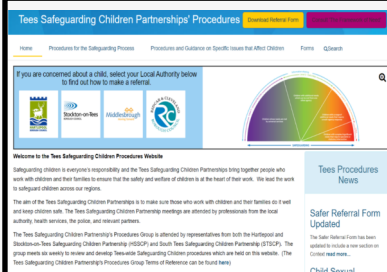 Tees Safeguarding Children Partnerships' Procedures
Download Referral Form
Home
Procedures for the Safeguarding Process
Procedures and Guidance on Specific Issues that Affect Children
Forms
Search
If you are concerned about a child, select your Local Authority below
to find out how to make a referral.
Stockton-on-Tees
Middlesbrough
Welcome to the Tees Safeguarding Children Procedures Website
Safeguarding children is everyone's responsibility and the Tees Safeguarding Children Partnerships bring together people who
work with children and their families to ensure that the safety and welfare of children is at the heart of their work. We lead the work
to safeguard children across our regions.
The aim of the Tees Safeguarding Children Partnerships is to make sure those who work with children and their families do it well
and keep children safe. The Tees Safeguarding Children Partnership meetings are attended by professionals from the local
authority, health services, the police, and relevant partners.
The Tees Safeguarding Children Partnership's Procedures Group is attended by representatives from both the Hartlepool and
Stockton-on-Tees Safeguarding Children Partnership (HSSCP) and South Tees Safeguarding Children Partnership (STSCP). The
group meets six weekly to review and develop Tees-wide Safeguarding Children procedures which are held on this website. (The
Tees Safeguarding Children Partnership's Procedures Group Terms of Reference can be found here)
Tees Procedures
News
Safer Referral Form
Updated
The Safer Referral Form has been
updated to include a new section on
Context read more...
Child Sexual